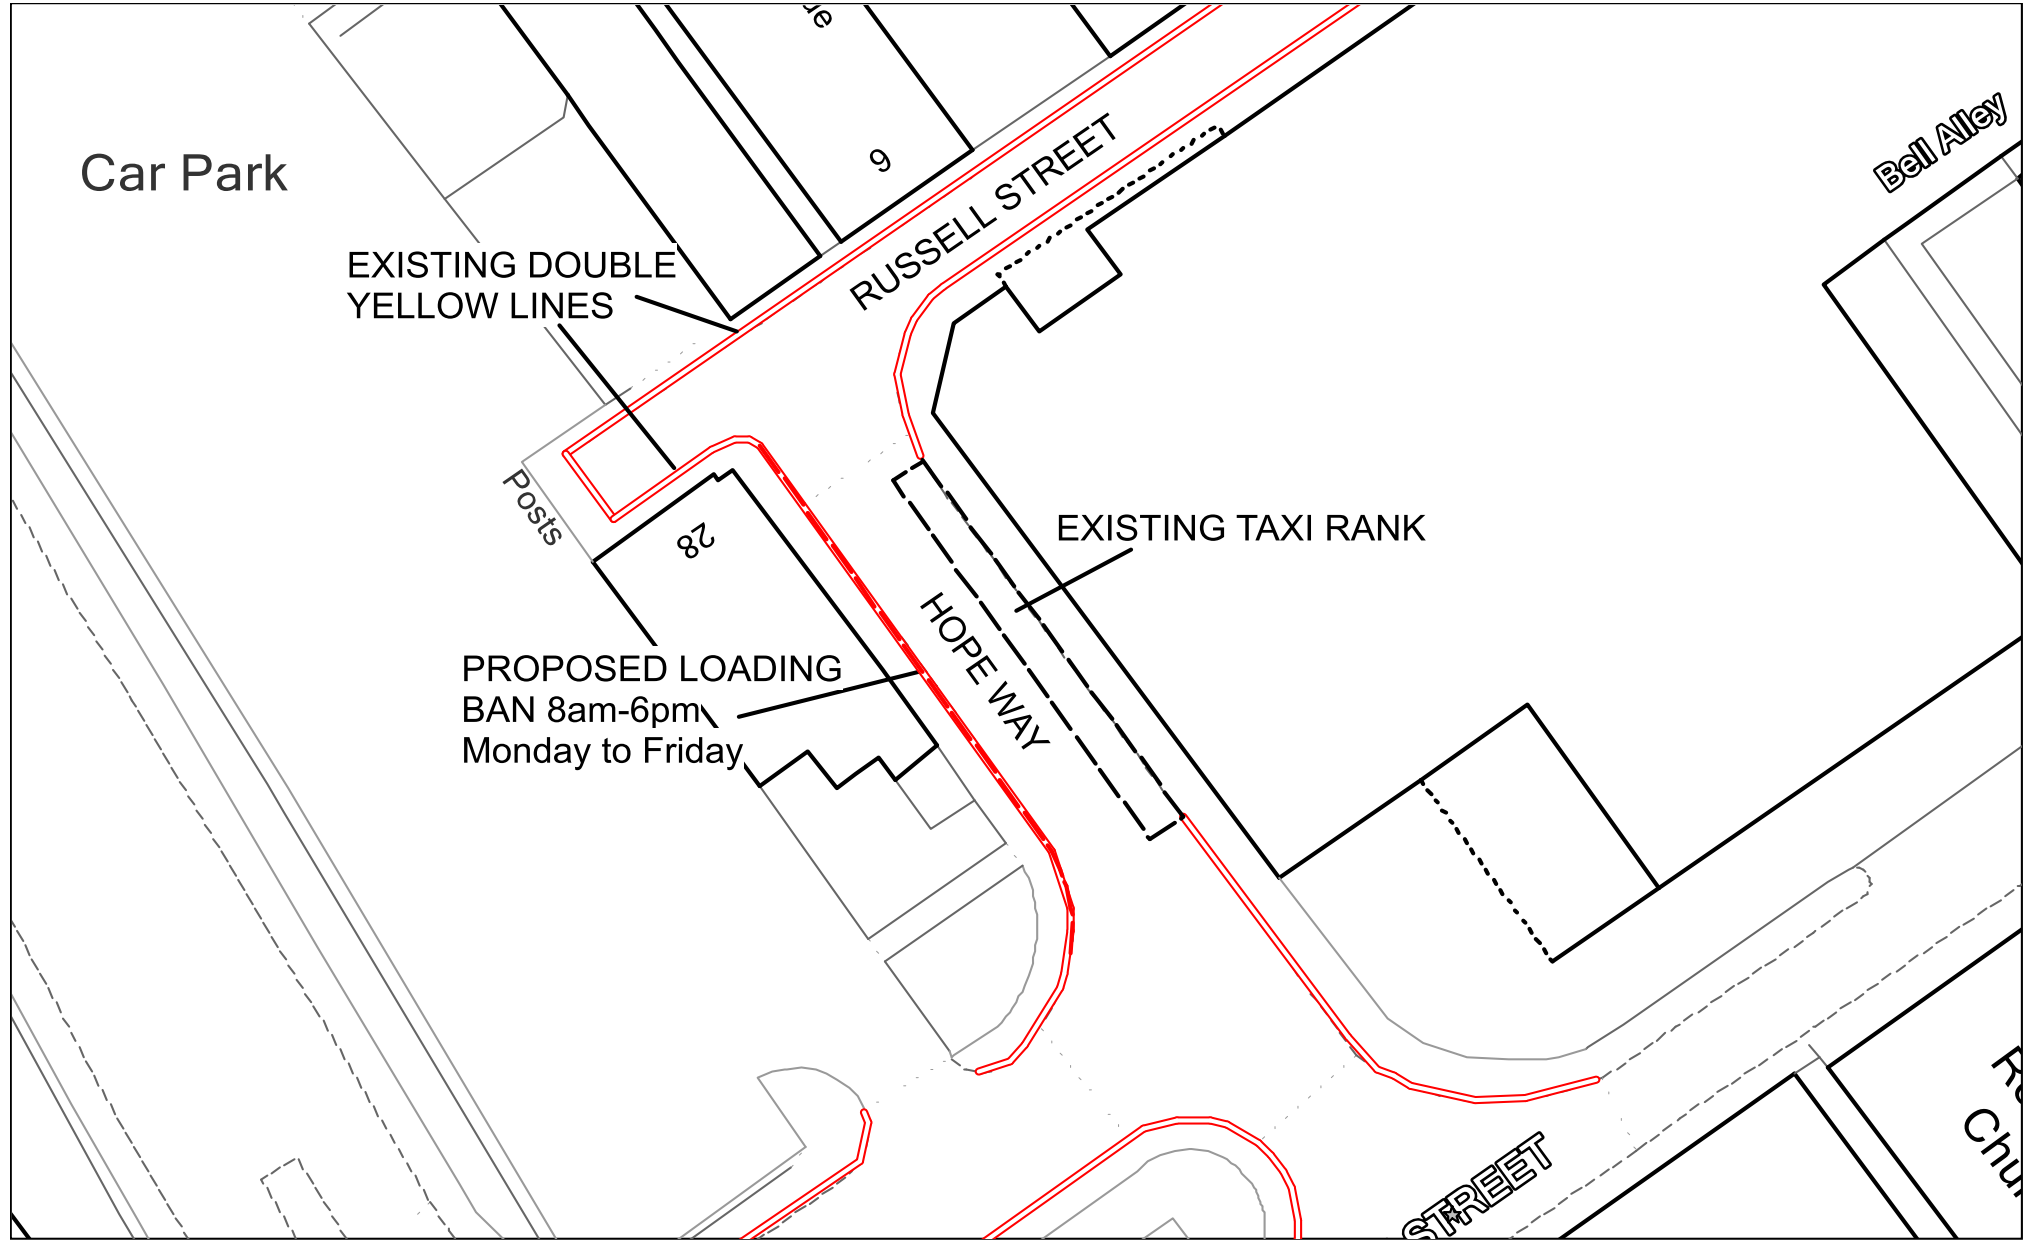 Car Park
6
RUSSELL STREET
Bell Alley
EXISTING DOUBLE
YELLOW LINES
Posts
28
EXISTING TAXI RANK
HOPE WAY
PROPOSED LOADING
BAN 8am-6pm
Monday to Friday
STREET